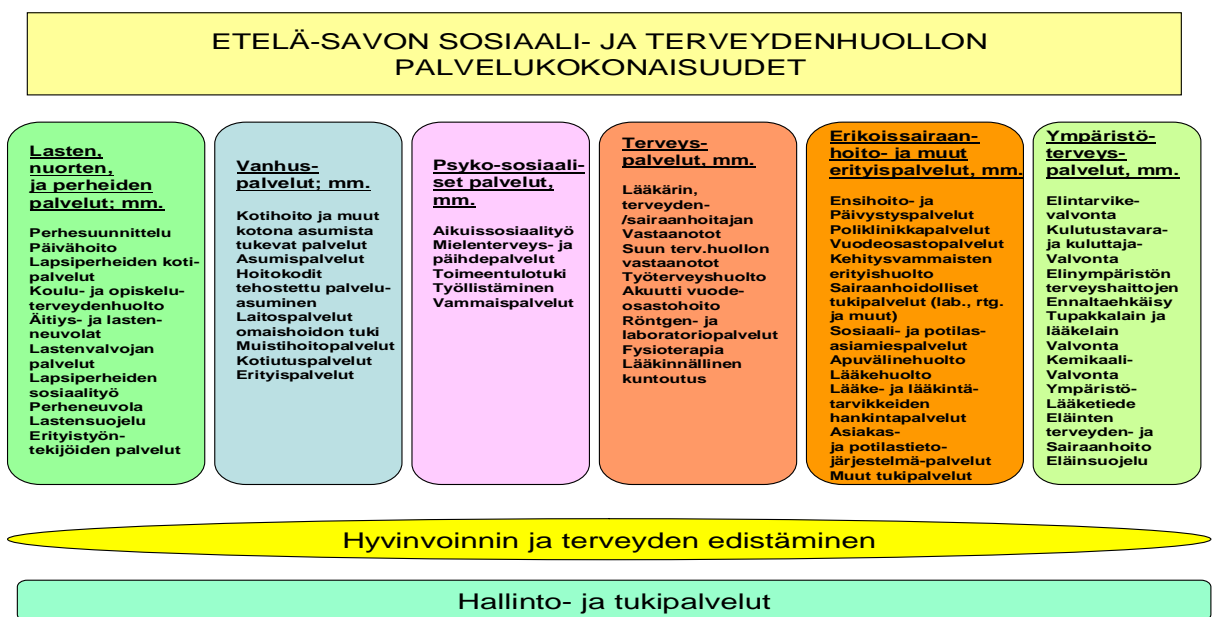 ETELÄ-SAVON SOSIAALI- JA TERVEYDENHUOLLON
PALVELUKOKONAISUUDET
Lasten,
nuorten,
ja perheiden
palvelut; mm.
Perhesuunnittelu
Päivähoito
Lapsiperheiden koti-
palvelut
Koulu- ja opiskelu-
terveydenhuolto
Äitiys- ja lasten-
neuvolat
Lastenvalvojan
palvelut
Lapsiperheiden
sosiaalityö
Perheneuvola
Lastensuojelu
Erityistyön-
tekijöiden palvelut
Vanhus-
palvelut; mm.
Kotihoito ja muut
kotona asumista
tukevat palvelut
Asumispalvelut
Hoitokodit
tehostettu palvelu-
asuminen
Laitospalvelut
omaishoidon tuki
Muistihoitopalvelut
Kotiutuspalvelut
Erityispalvelut
Psyko-sosiaali-
set palvelut,
mm.
Aikuissosiaalityö
Mielenterveys- ja
päihdepalvelut
Toimeentulotuki
Työllistäminen
Vammaispalvelut
Terveys-
palvelut, mm.
Lääkärin,
terveyden-
/sairaanhoitajan
Vastaanotot
Suun terv.huollon
vastaanotot
Työterveyshuolto
Akuutti vuode-
osastohoito
Röntgen- ja
laboratoriopalvelut
Fysioterapia
Lääkinnällinen
kuntoutus
Erikoissairaan-
hoito- ja muut
erityispalvelut, mm.
Ensihoito- ja
Päivystyspalvelut
Poliklinikkapalvelut
Vuodeosastopalvelut
Kehitysvammaisten
erityishuolto
Sairaanhoidolliset
tukipalvelut (lab., rtg.
ja muut)
Sosiaali- ja potilas-
asiamiespalvelut
Apuvälinehuolto
Lääkehuolto
Lääke- ja lääkintä-
tarvikkeiden
hankintapalvelut
Asiakas-
ja potilastieto-
järjestelmä-palvelut
Muut tukipalvelut
Ympäristö-
terveys-
palvelut, mm.
Elintarvike-
valvonta
Kulutustavara-
ja kuluttaja-
Valvonta
Elinympäristön
terveyshaittojen
Ennaltaehkäisy
Tupakkalain ja
lääkelain
Valvonta
Kemikaali-
Valvonta
Ympäristö-
Lääketiede
Eläinten
terveyden- ja
Sairaanhoito
Eläinsuojelu
Hyvinvoinnin ja terveyden edistäminen
Hallinto- ja tukipalvelut